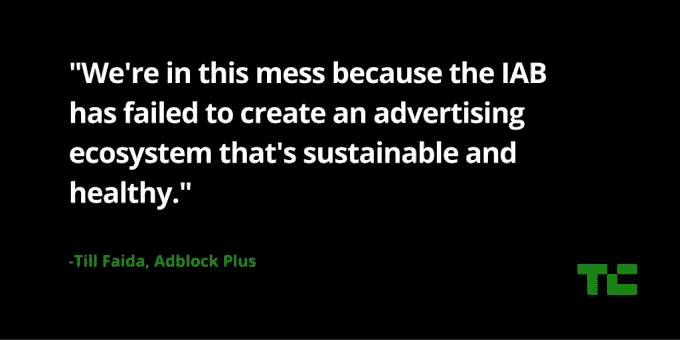 "We're in this mess because the IAB
has failed to create an advertising
ecosystem that's sustainable and
healthy."
-Till Faida, Adblock Plus
TC